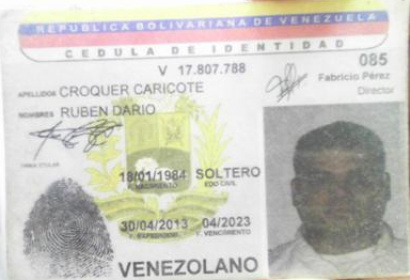 REPUBLICA BOLIVARIANA DE VENEZUELA
CEDULA DE IDENTIDAD
V 17.807.788
085
APELLIDOS CROQUER CARICOTE
Fabricio Pérez
Director
NOMBRES RUBEN DARIO
FIRMA TITULAR
18/01/1984 SOLTERO
F. NACIMIENTO EDO CIVIL
30/04/2013 04/2023
F. EXPEDICION F. VENCIMIENTO
VENEZOLANO